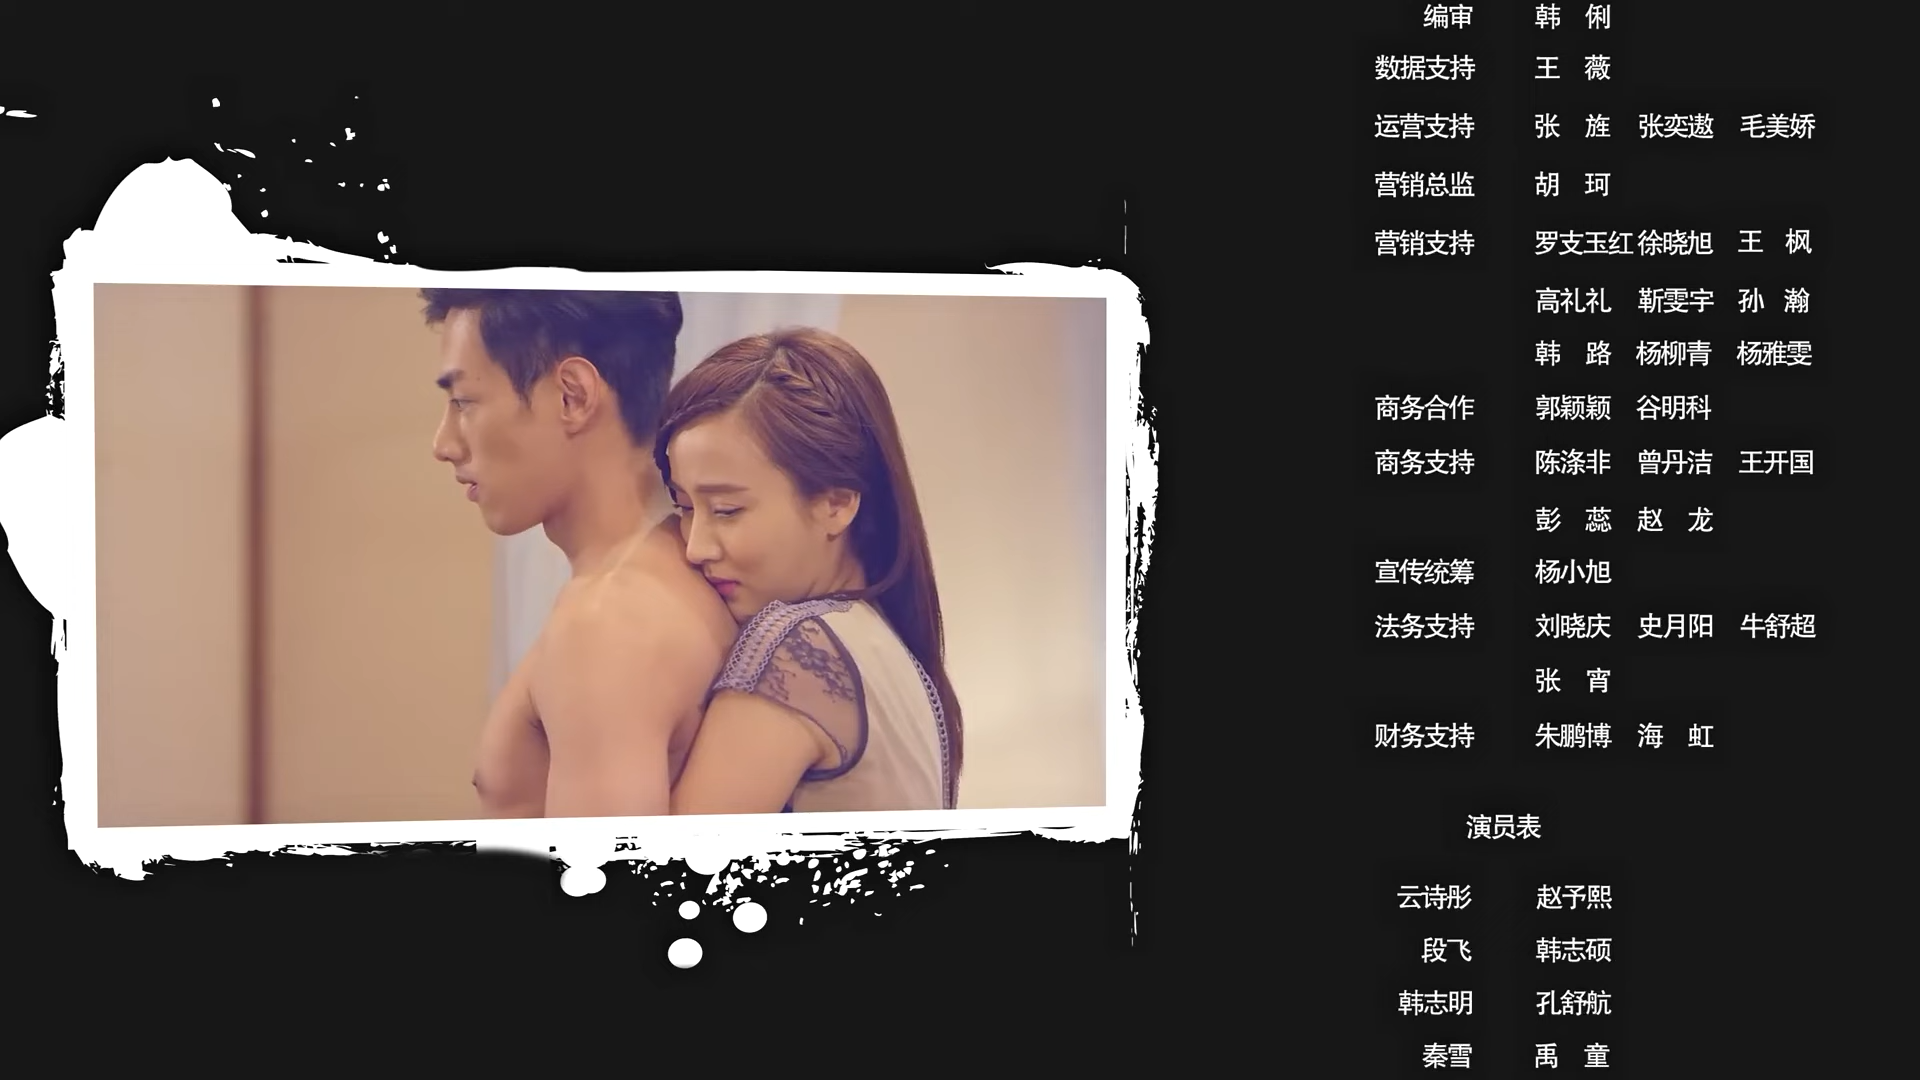 编审 韩 俐
数据支持 王 薇
运营支持 张 旌 张奕遨 毛美娇
营销总监 胡 珂
营销支持 罗支玉红 徐晓旭 王 枫
高礼礼 靳雯宇 孙 瀚
韩 路 杨柳青 杨雅雯
商务合作 郭颖颖 谷明科
商务支持 陈涤非 曾丹洁 王开国
彭 蕊 赵 龙
宣传统筹 杨小旭
法务支持 刘晓庆 史月阳 牛舒超
张 宵
财务支持 朱鹏博 海 虹
演员表
云诗彤 赵予熙
段飞 韩志硕
韩志明 孔舒航
秦雪 禹 童